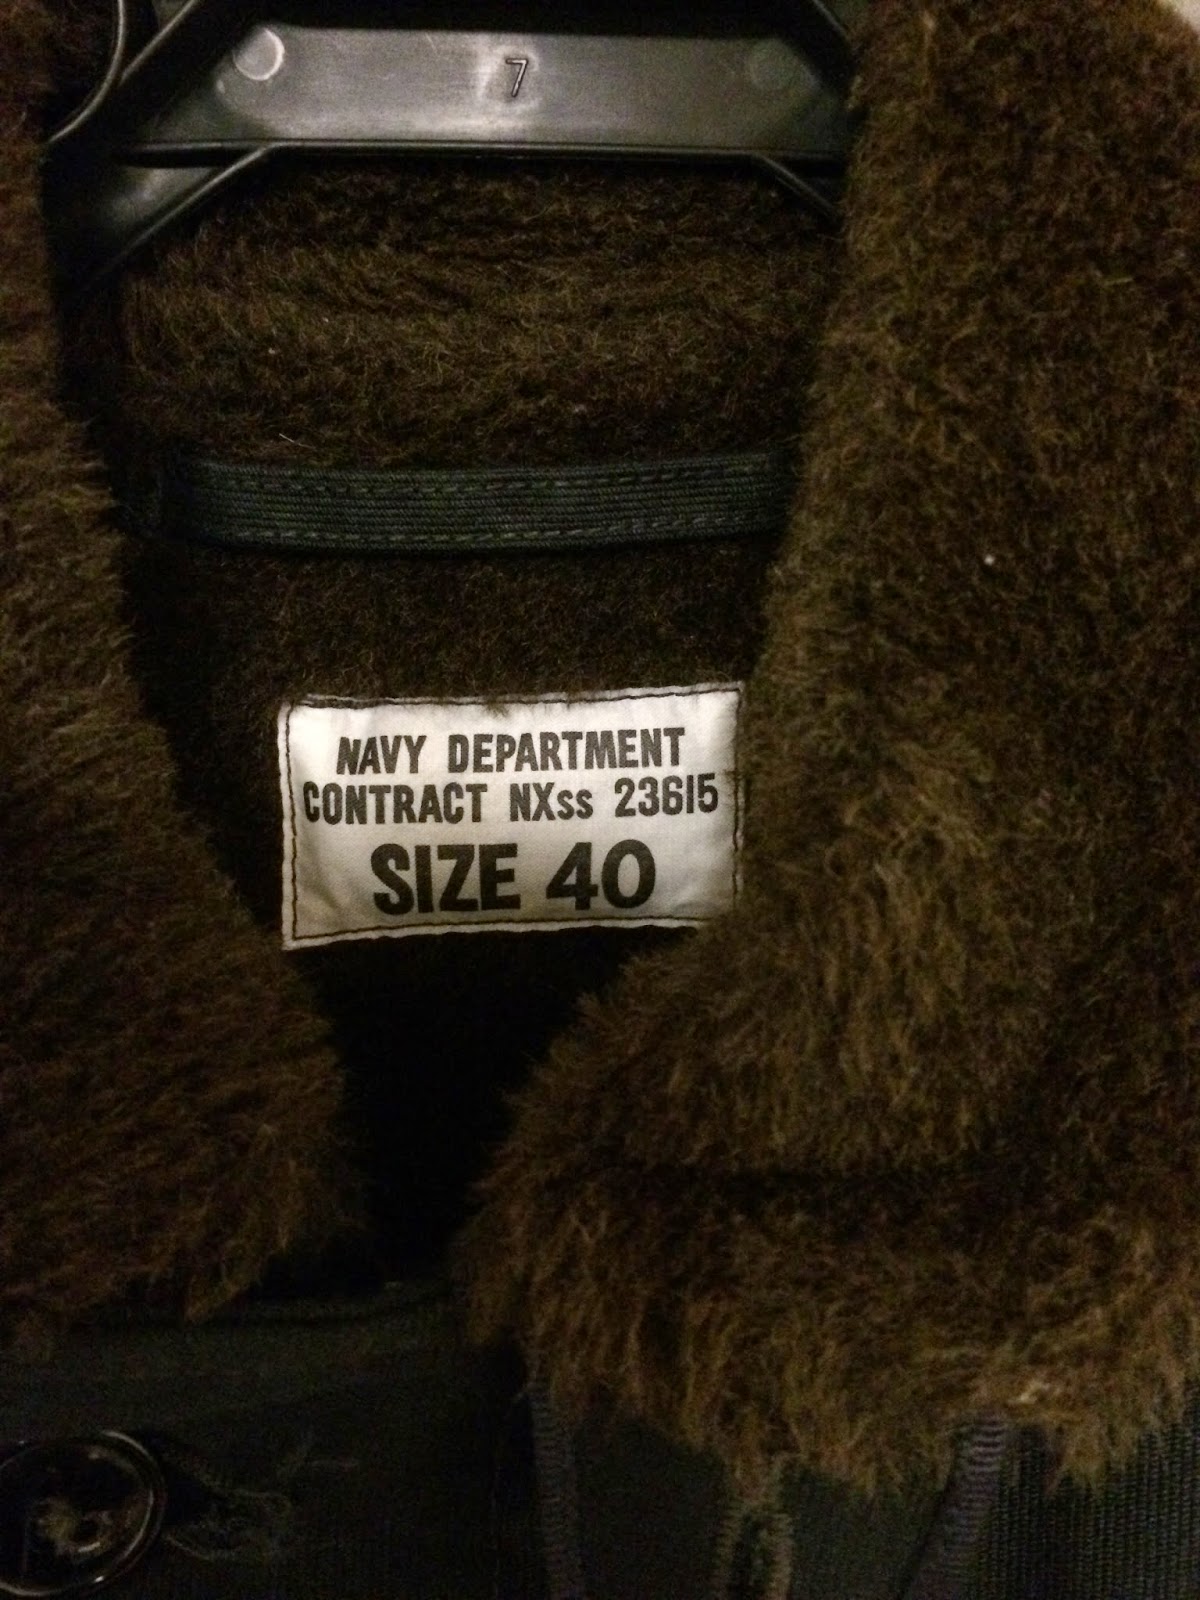 7
NAVY DEPARTMENT
CONTRACT NXss 23615
SIZE 40